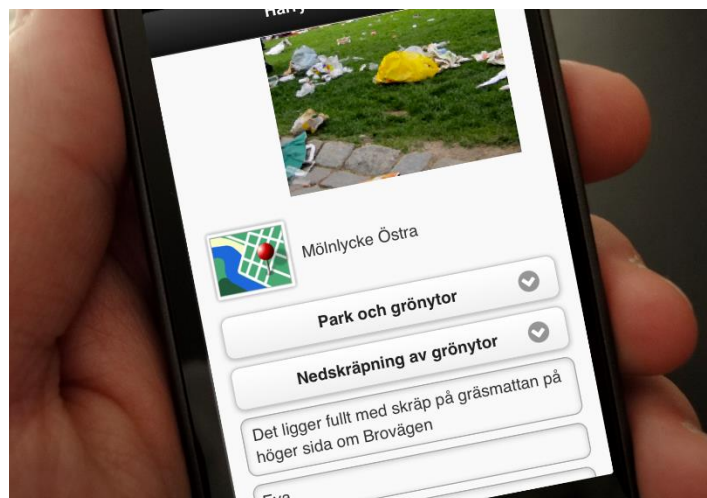 Mölnlycke Östra
Park och grönytor
Nedskräpning av grönytor
Det ligger fullt med skräp på gräsmattan på
höger sida om Brovägen
Eva